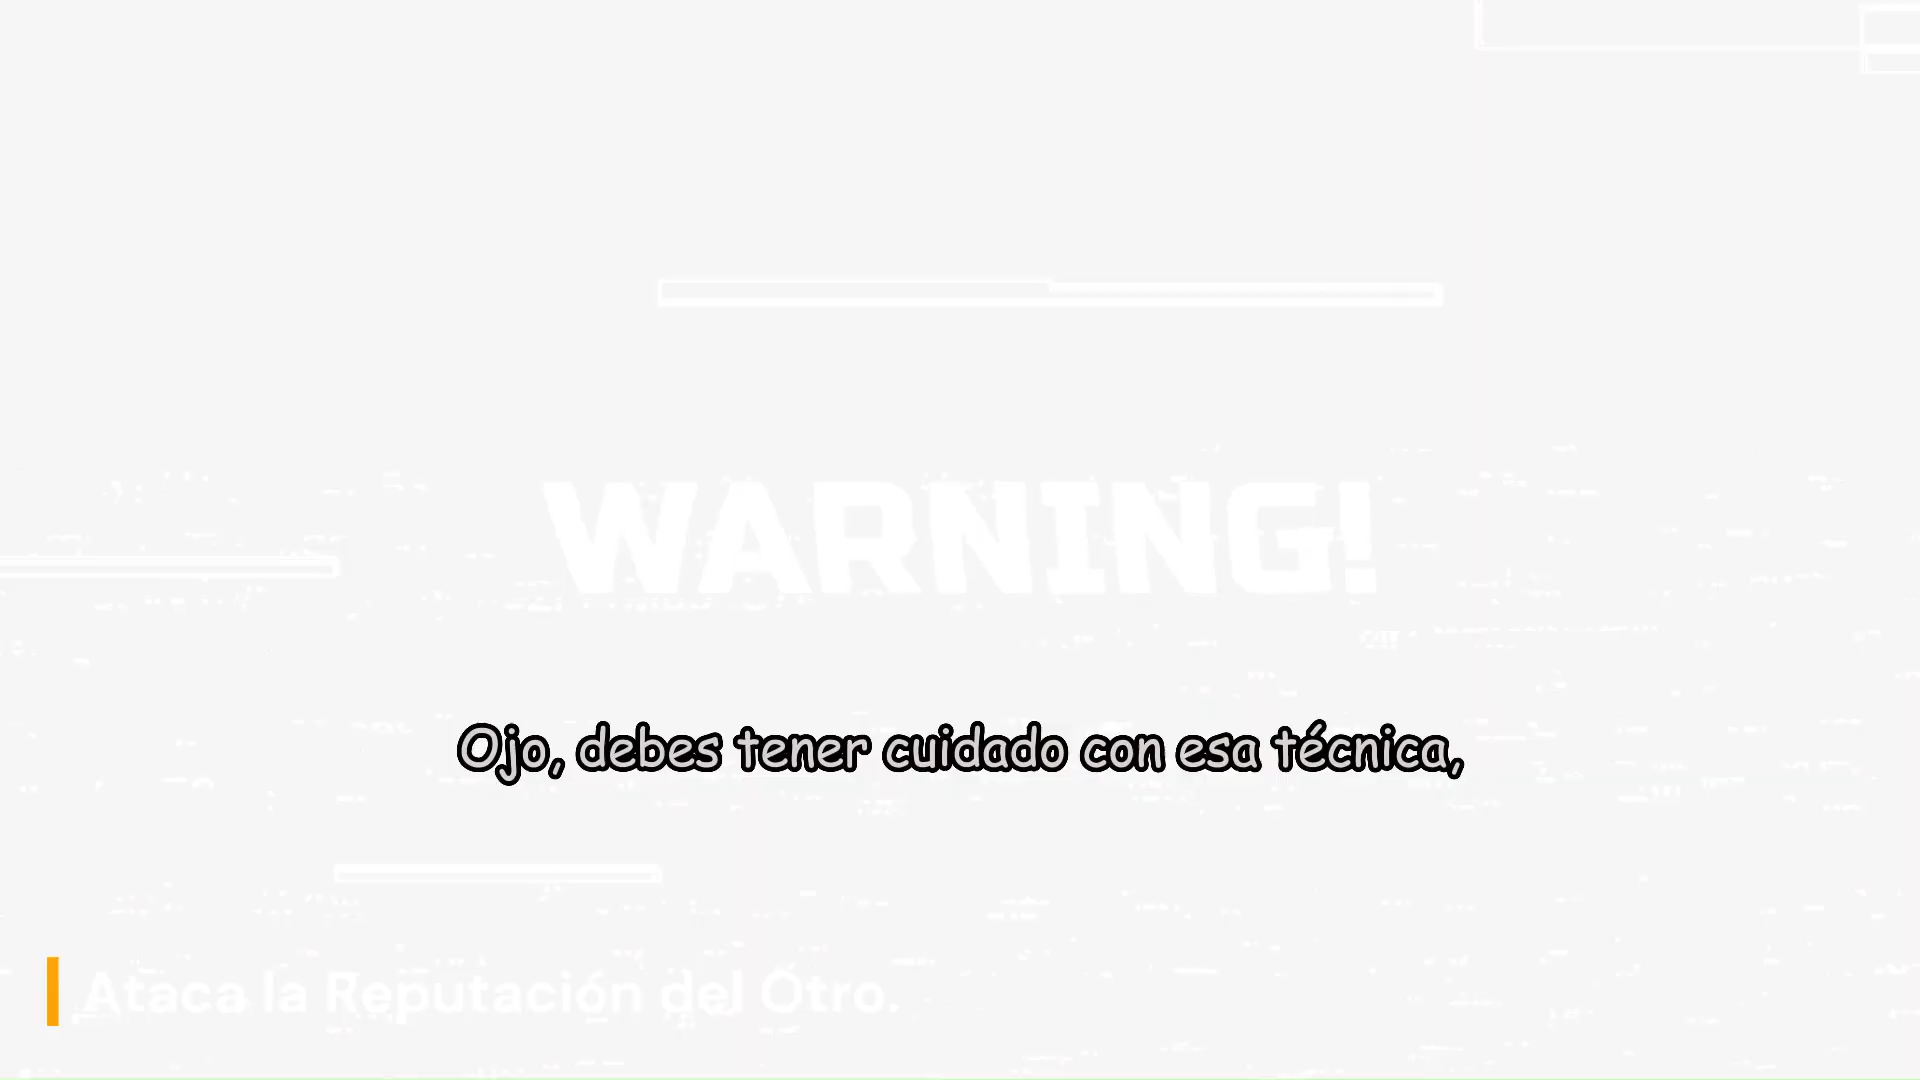 WARNING!
Ojo, debes tener cuidado con esa técnica,
Ataca la Reputación del Otro.